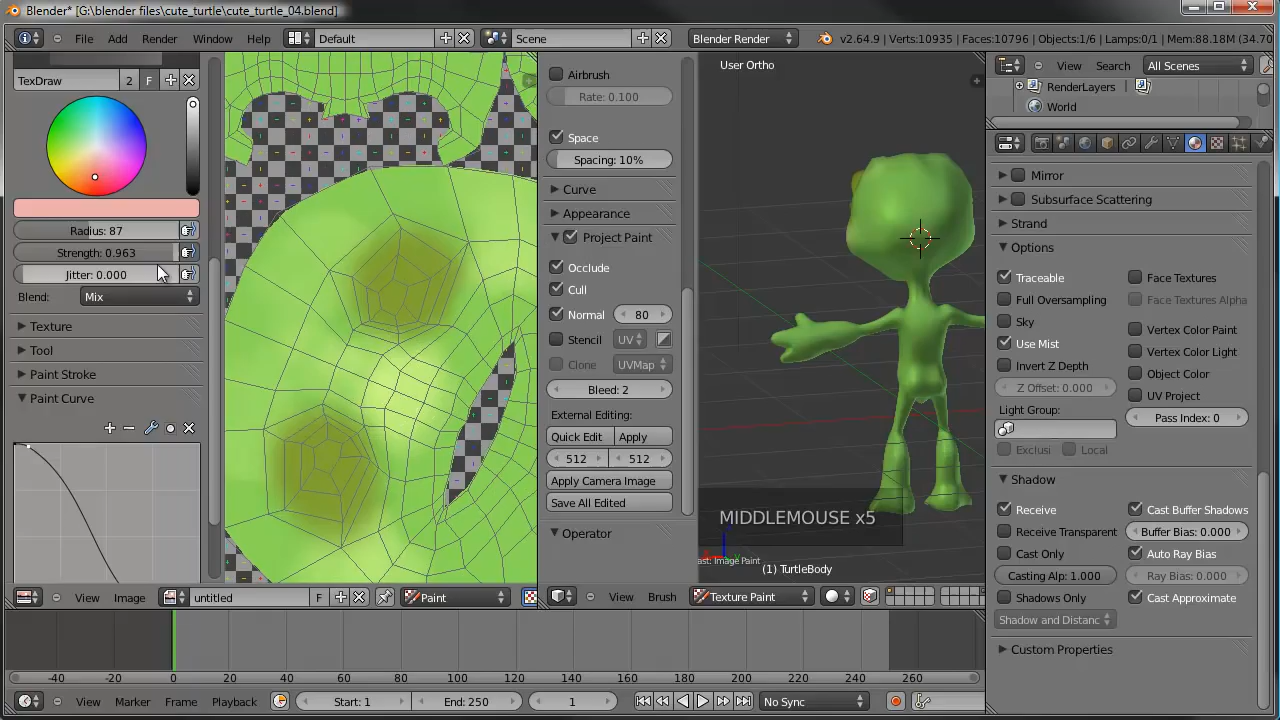 Blender* [G:\blender files\cute_turtle\cute_turtle_04.blend]
File Add Render Window Help Default Scene Blender Render v2.64.9 | Verts:10935 | Faces:10796 | Objects:1/6 | Lamps:0/1 | Mem:88.18M (34.70
TexDraw 2 F
Radius: 87
Strength: 0.963
Jitter: 0.000
Blend: Mix
Texture
Tool
Paint Stroke
Paint Curve
View Image untitled F Paint
Airbrush
Rate: 0.100
Space
Spacing: 10%
Curve
Appearance
Project Paint
Occlude
Cull
Normal 80
Stencil UV
Clone UVMap
Bleed: 2
External Editing:
Quick Edit Apply
512 512
Apply Camera Image
Save All Edited
Operator
User Ortho
MIDDLEMOUSE x5
ast: Image Paint
(1) TurtleBody
View Brush Texture Paint
View Search All Scenes
RenderLayers
World
Mirror
Subsurface Scattering
Strand
Options
Traceable Face Textures
Full Oversampling Face Textures Alpha
Sky Vertex Color Paint
Use Mist Vertex Color Light
Invert Z Depth Object Color
Z Offset: 0.000 UV Project
Light Group: Pass Index: 0
Exclusi Local
Shadow
Receive Cast Buffer Shadows
Receive Transparent Buffer Bias: 0.000
Cast Only Auto Ray Bias
Casting Alp: 1.000 Ray Bias: 0.000
Shadows Only Cast Approximate
Shadow and Distanc
Custom Properties
-40 -20 0 20 40 60 80 100 120 140 160 180 200 220 240 260
View Marker Frame Playback Start: 1 End: 250 1 No Sync